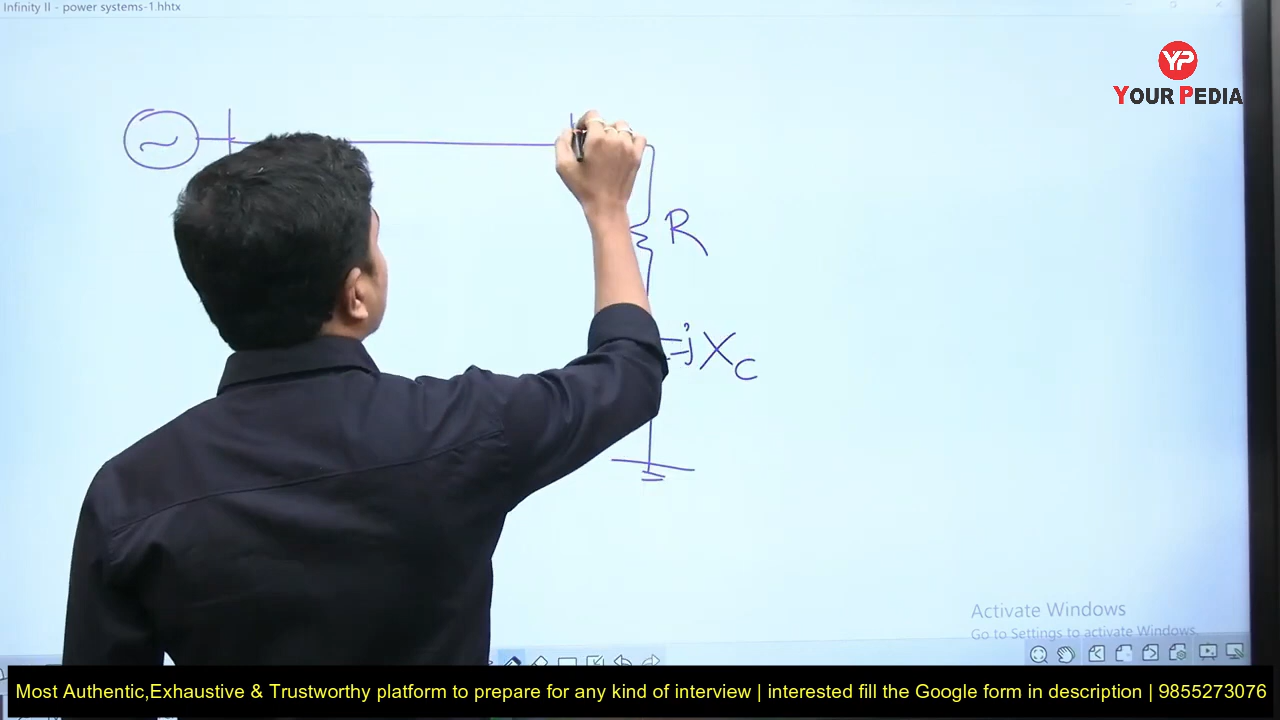 Infinity II - power systems-1.hhtx
YP
YOUR PEDIA
R
-jXC
Activate Windows
Go to Settings to activate Windows.
Most Authentic,Exhaustive & Trustworthy platform to prepare for any kind of interview | interested fill the Google form in description | 9855273076